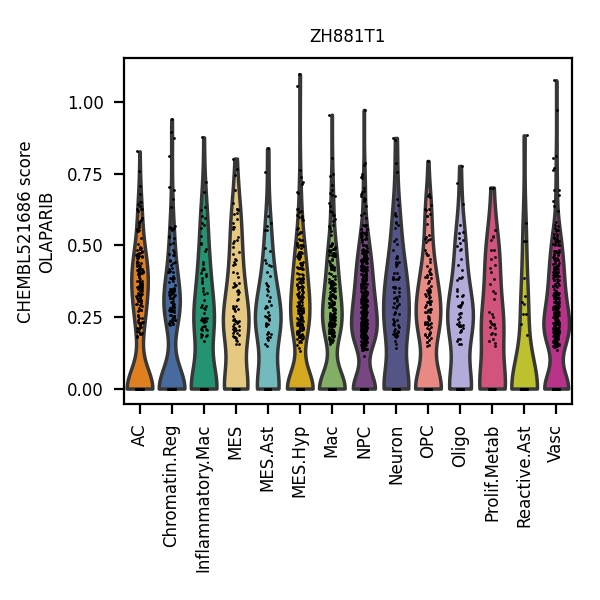 ZH881T1
CHEMBL521686 score
OLAPARIB
1.00
0.75
0.50
0.25
0.00
AC
Chromatin.Reg
Inflammatory.Mac
MES
MES.Ast
MES.Hyp
Mac
NPC
Neuron
OPC
Oligo
Prolif.Metab
Reactive.Ast
Vasc